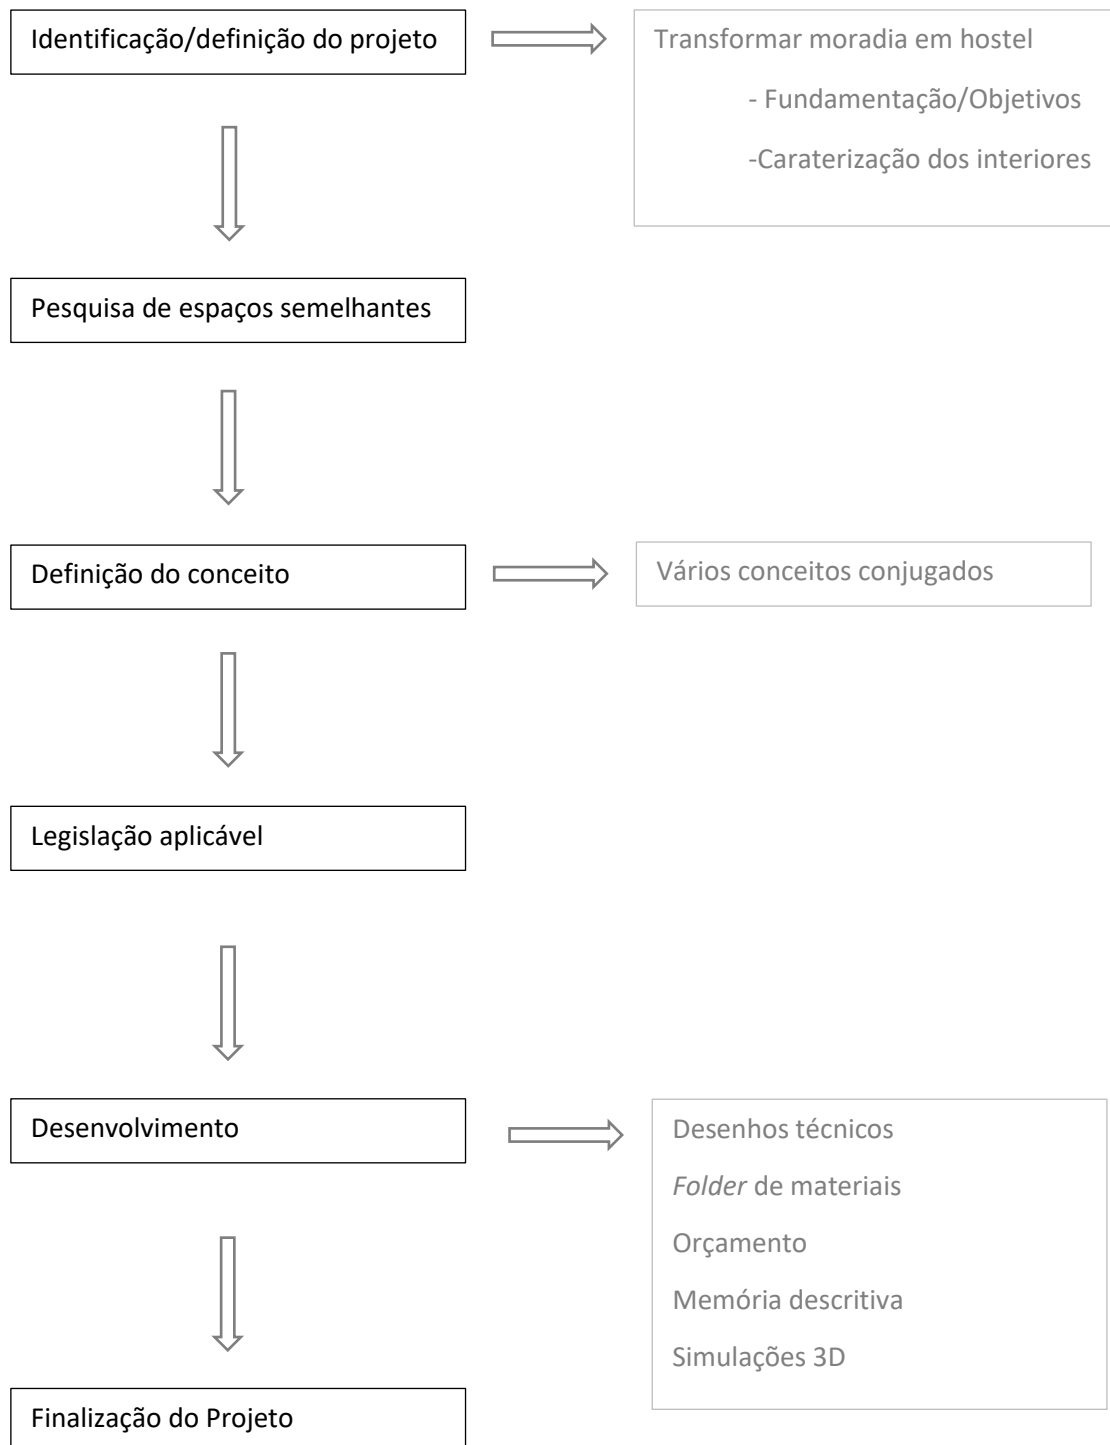 Identificação/definição do projeto
Transformar moradia em hostel
- Fundamentação/Objetivos
-Caraterização dos interiores
Pesquisa de espaços semelhantes
Definição do conceito
Vários conceitos conjugados
Legislação aplicável
Desenvolvimento
Desenhos técnicos
Folder de materiais
Orçamento
Memória descritiva
Simulações 3D
Finalização do Projeto